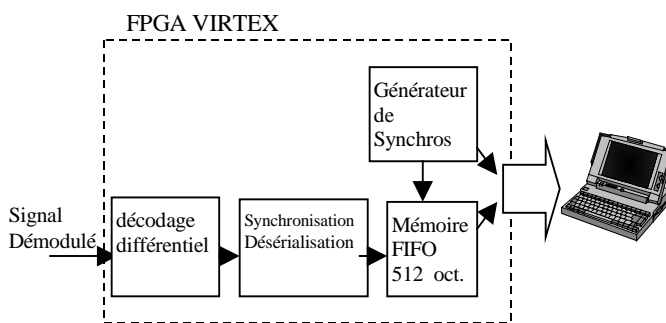 FPGA VIRTEX
Générateur
de
Synchros
Signal
Démodulé
décodage
différentiel
Synchronisation
Désérialisation
Mémoire
FIFO
512 oct.